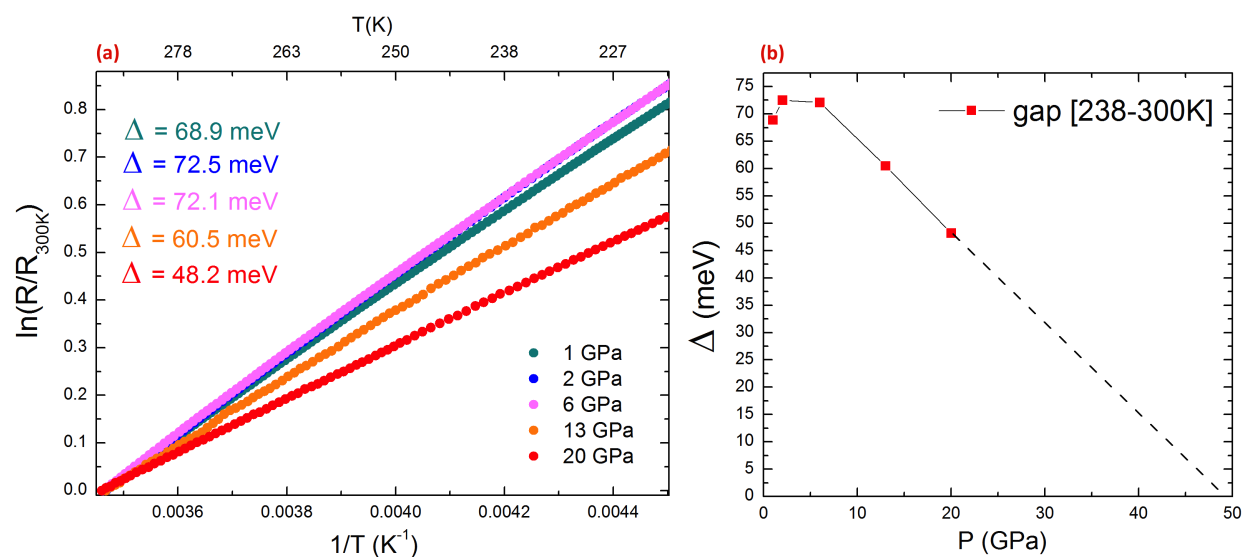 T(K)
(a)
278 263 250 238 227
0.8
0.7
0.6
0.5
0.4
0.3
0.2
0.1
0.0
ln(R/R300K)
Δ = 68.9 meV
Δ = 72.5 meV
Δ = 72.1 meV
Δ = 60.5 meV
Δ = 48.2 meV
1 GPa
2 GPa
6 GPa
13 GPa
20 GPa
0.0036 0.0038 0.0040 0.0042 0.0044
1/T (K⁻¹)
(b)
75
70
65
60
55
50
45
40
35
30
25
20
15
10
5
0
Δ (meV)
gap [238-300K]
0 10 20 30 40 50
P (GPa)